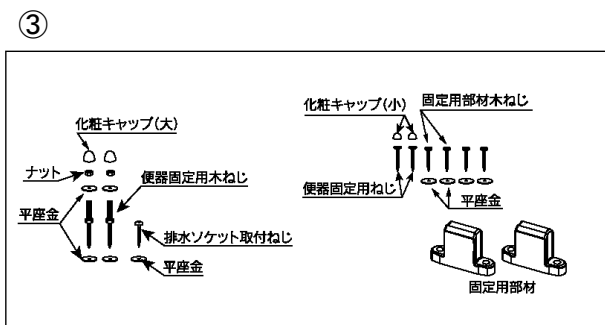 ③
化粧キャップ(大)
ナット
便器固定用木ねじ
平座金
排水ソケット取付ねじ
平座金
化粧キャップ(小)
固定用部材木ねじ
便器固定用ねじ
平座金
固定用部材